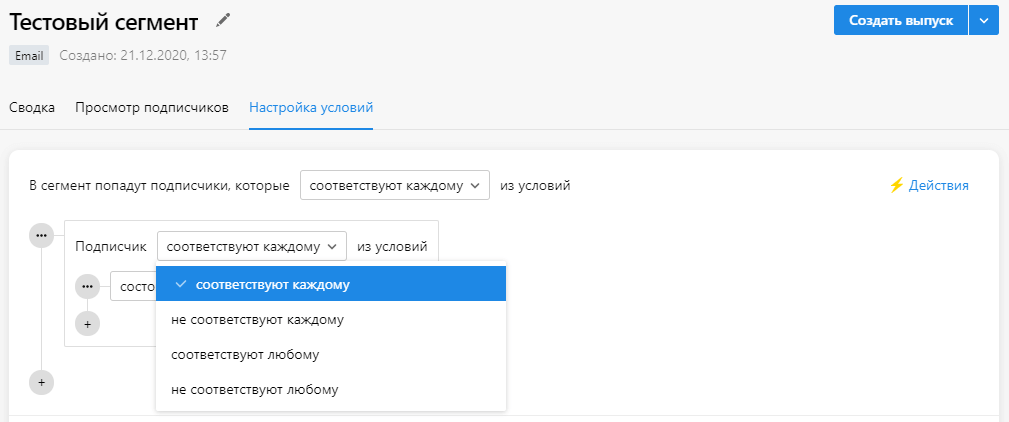 Тестовый сегмент
Создать выпуск
Email Создано: 21.12.2020, 13:57
Сводка Просмотр подписчиков Настройка условий
В сегмент попадут подписчики, которые соответствуют каждому из условий
Действия
Подписчик соответствуют каждому из условий
состо
соответствуют каждому
не соответствуют каждому
соответствуют любому
не соответствуют любому